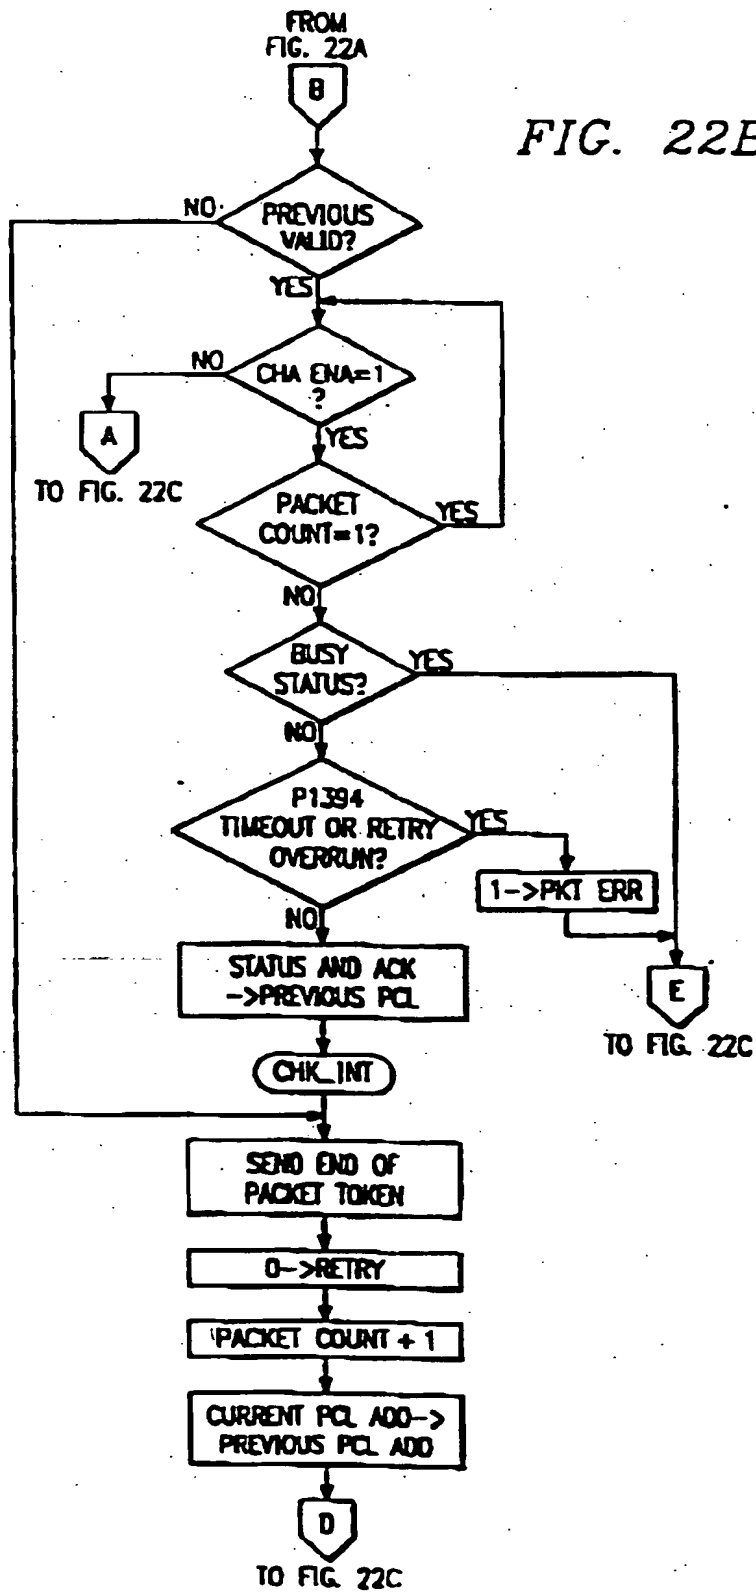 FROM
FIG. 22A
B
FIG. 22B
NO
PREVIOUS
VALID?
YES
NO
CHA ENA=1
?
A
YES
TO FIG. 22C
PACKET
COUNT=1?
YES
NO
BUSY
STATUS?
YES
NO
P1394
TIMEOUT OR RETRY
OVERRUN?
YES
1->PKT ERR
NO
STATUS AND ACK
->PREVIOUS PCL
E
TO FIG. 22C
CHK_INT
SEND END OF
PACKET TOKEN
0->RETRY
PACKET COUNT + 1
CURRENT PCL ADD->
PREVIOUS PCL ADD
D
TO FIG. 22C